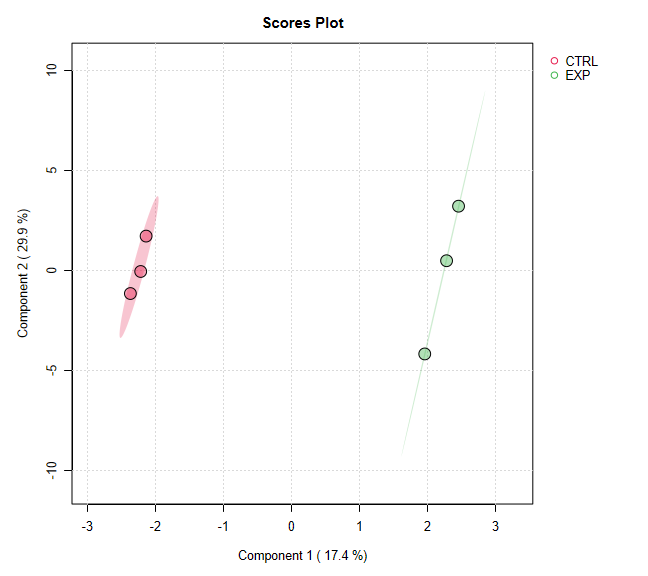 Scores Plot
CTRL
EXP
Component 2 ( 29.9 %)
10
5
0
-5
-10
-3 -2 -1 0 1 2 3
Component 1 ( 17.4 %)